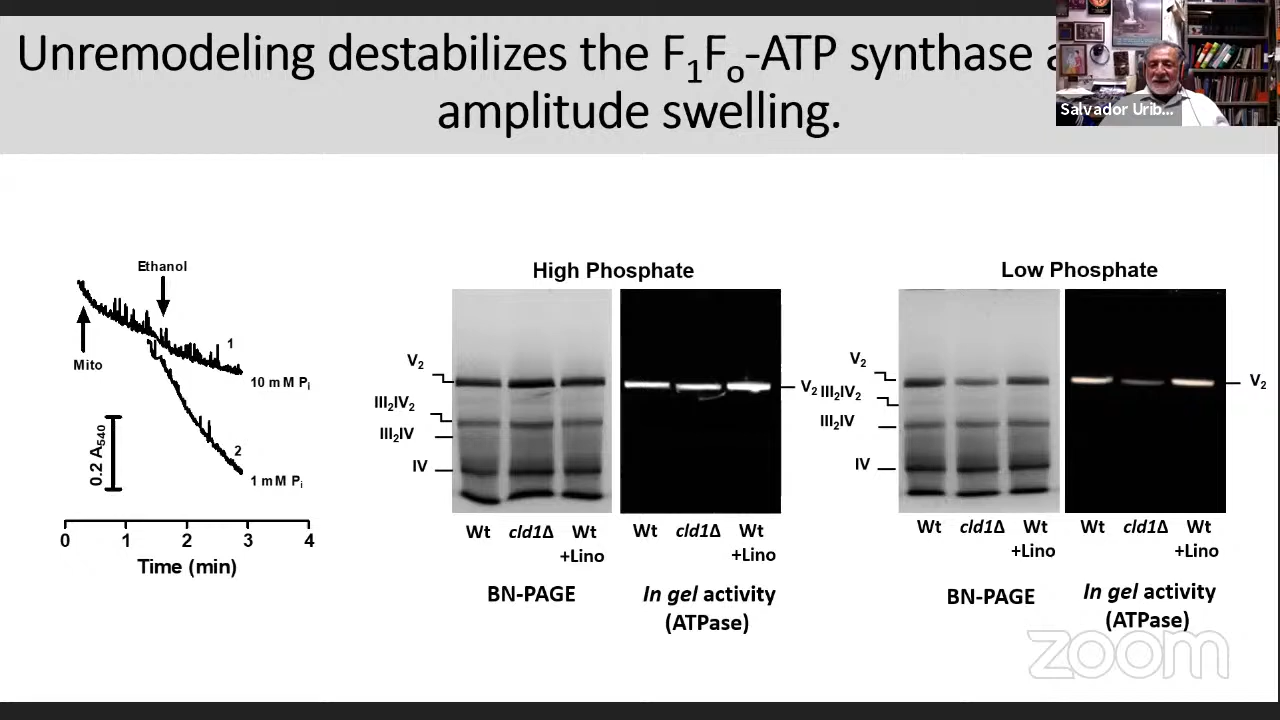 Unremodeling destabilizes the F₁Fₒ-ATP synthase
amplitude swelling.
Salvador Urib...
Ethanol
Mito
1
10 mM Pᵢ
2
1 mM Pᵢ
0.2 A₅₄₀
0 1 2 3 4
Time (min)
High Phosphate
V₂
III₂IV₂
III₂IV
IV
V₂
Wt cld1Δ Wt
+Lino
Wt cld1Δ Wt
+Lino
BN-PAGE
In gel activity
(ATPase)
Low Phosphate
V₂
III₂IV₂
III₂IV
IV
V₂
Wt cld1Δ Wt
+Lino
Wt cld1Δ Wt
+Lino
BN-PAGE
In gel activity
(ATPase)
zoom